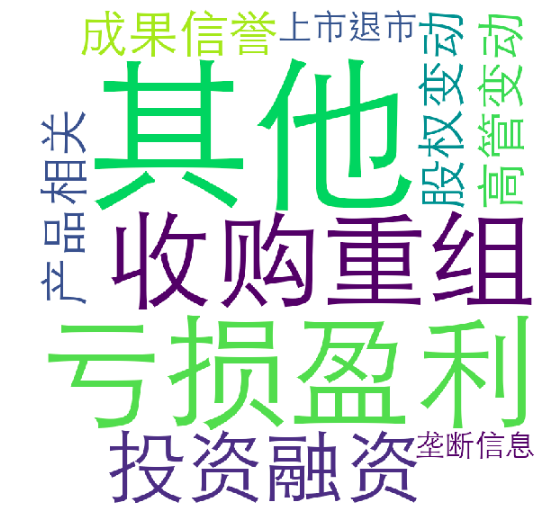 成果信誉
上市退市
股权变动
高管变动
其他
产品相关
收购重组
亏损盈利
投资融资
垄断信息